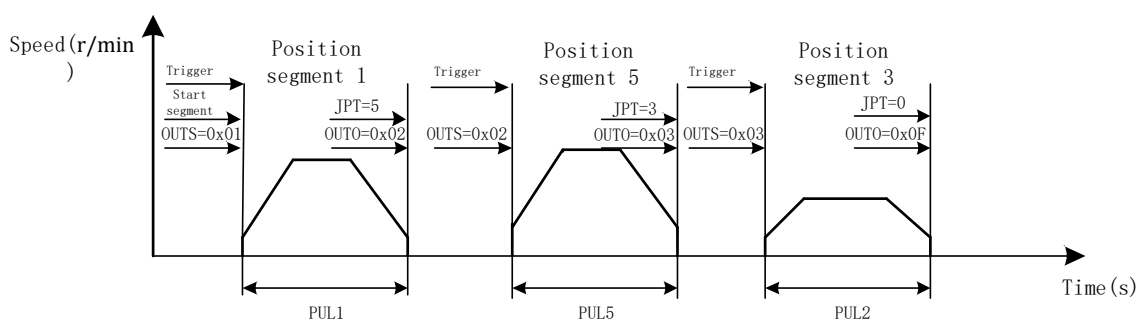 Speed(r/min
)
Trigger
Start
segment
OUTS=0x01
Position
segment 1
JPT=5
OUTO=0x02
Trigger
OUTS=0x02
Position
segment 5
JPT=3
OUTO=0x03
Trigger
OUTS=0x03
Position
segment 3
JPT=0
OUTO=0x0F
PUL1
PUL5
PUL2
Time(s)